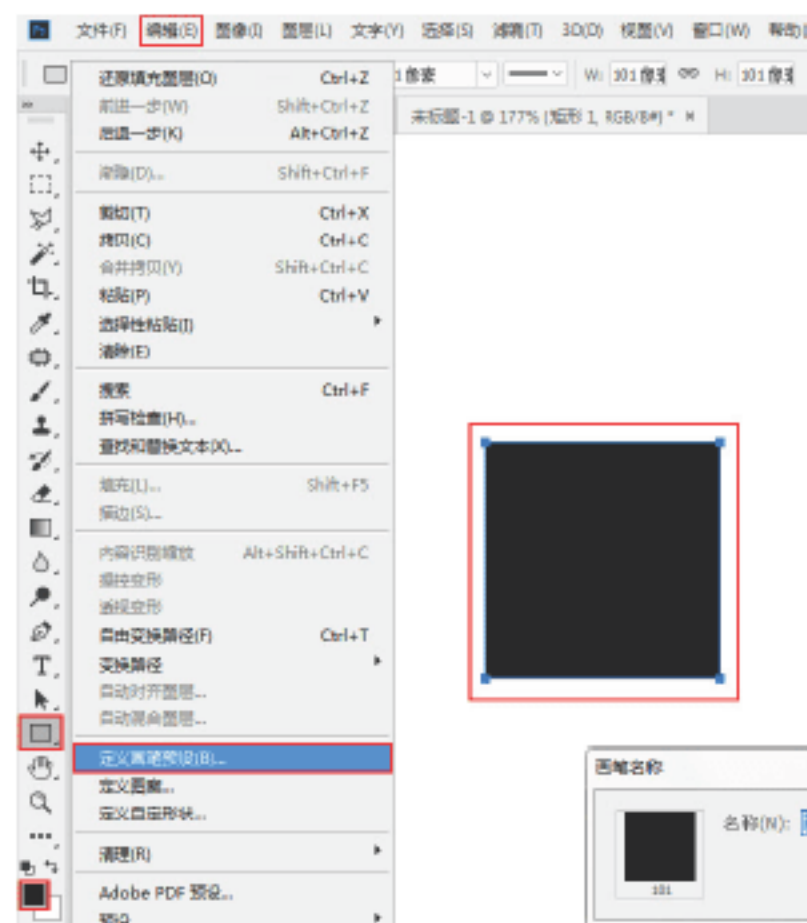 Ps 文件(F) 编辑(E) 图像(I) 图层(L) 文字(Y) 选择(S) 滤镜(T) 3D(D) 视图(V) 窗口(W) 帮助(
1 像素 W: 101 像素 H: 101 像素
未标题-1 @ 177% (矩形 1, RGB/8#) *
还原填充图层(O) Ctrl+Z
前进一步(W) Shift+Ctrl+Z
后退一步(K) Alt+Ctrl+Z
渐隐(D)... Shift+Ctrl+F
剪切(T) Ctrl+X
拷贝(C) Ctrl+C
合并拷贝(Y) Shift+Ctrl+C
粘贴(P) Ctrl+V
选择性粘贴(I)
清除(E)
搜索 Ctrl+F
拼写检查(H)...
查找和替换文本(X)...
填充(L)... Shift+F5
描边(S)...
内容识别缩放 Alt+Shift+Ctrl+C
操控变形
透视变形
自由变换路径(F) Ctrl+T
变换路径
自动对齐图层...
自动混合图层...
定义画笔预设(B)...
定义图案...
定义自定形状...
清理(R)
Adobe PDF 预设...
预设
画笔名称
名称(N):
101